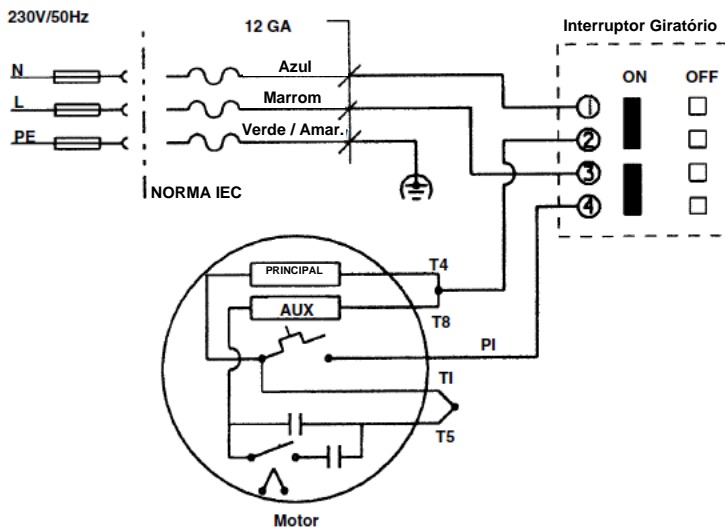 230V/50Hz
12 GA
Interruptor Giratório
N
Azul
ON
OFF
L
Marrom
1
PE
Verde / Amar.
2
3
NORMA IEC
4
PRINCIPAL
T4
AUX
T8
PI
TI
T5
Motor